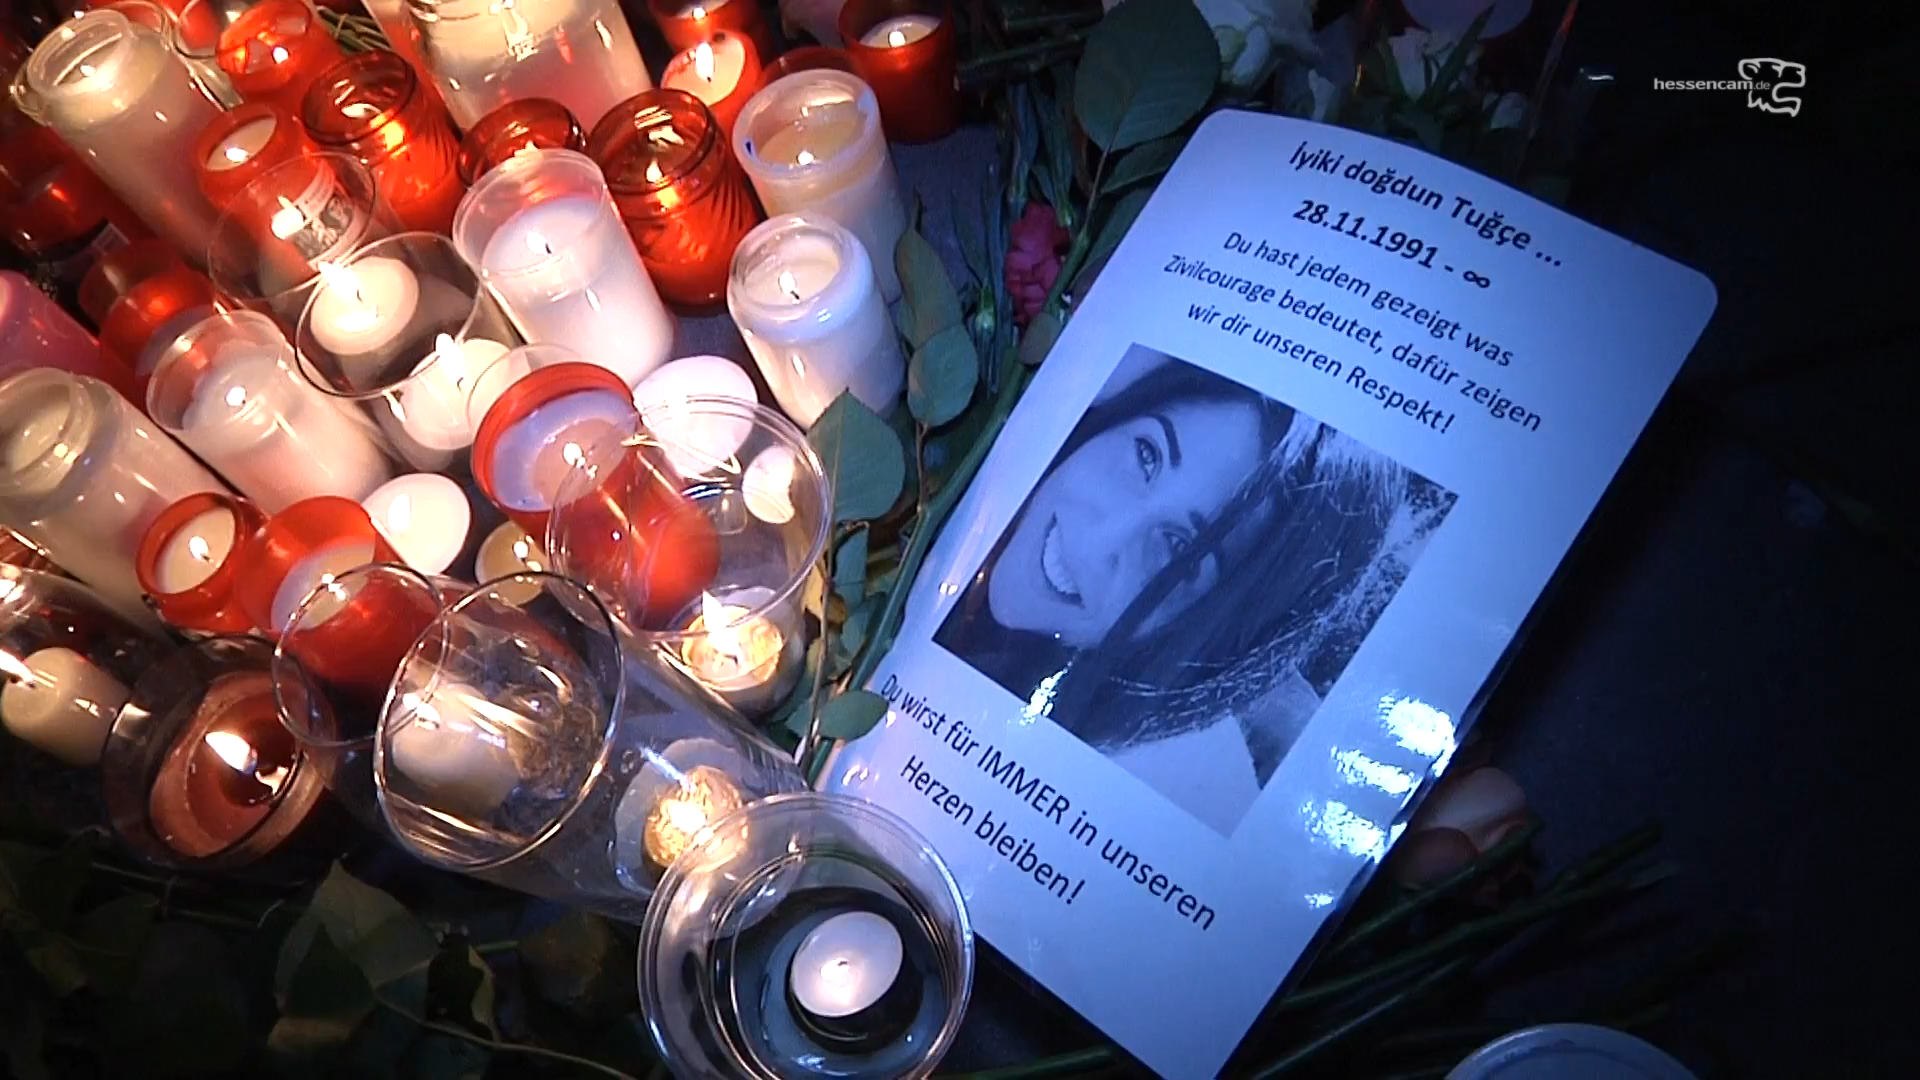 hessencam.de
İyiki doğdun Tuğçe ...
28.11.1991 - ∞
Du hast jedem gezeigt was
Zivilcourage bedeutet, dafür zeigen
wir dir unseren Respekt!
Du wirst für IMMER in unseren
Herzen bleiben!